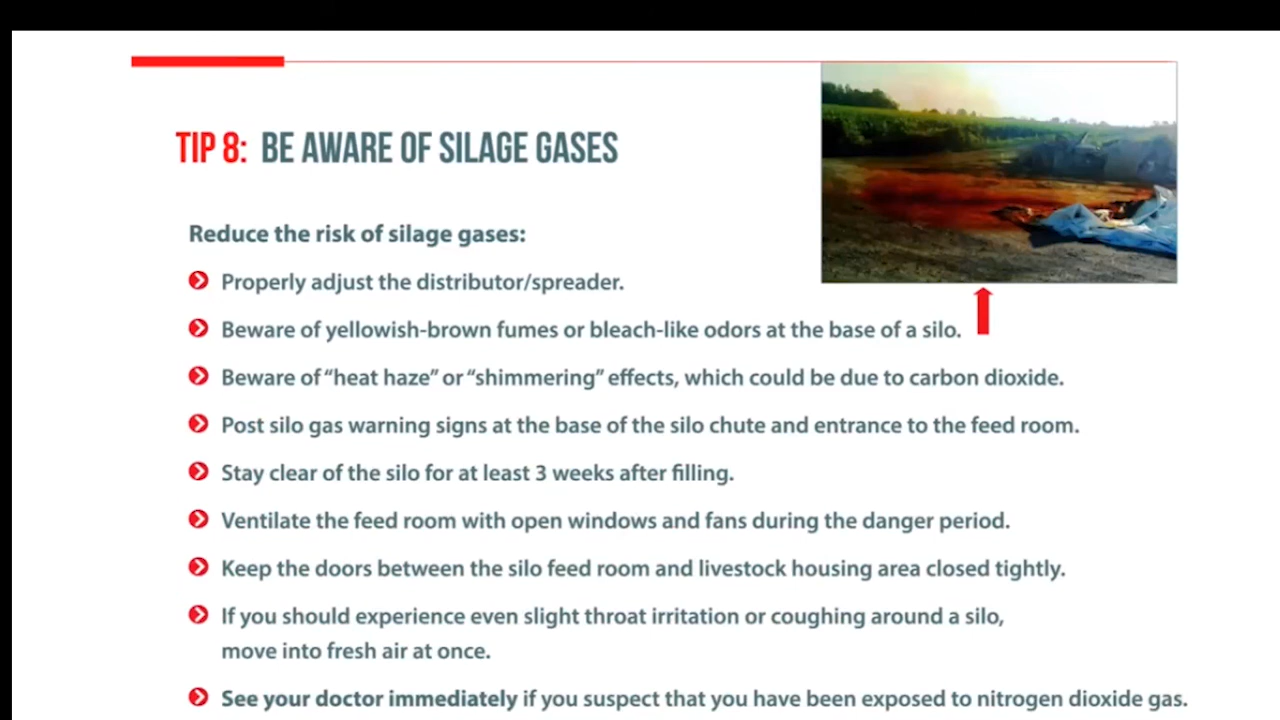 TIP 8: BE AWARE OF SILAGE GASES
Reduce the risk of silage gases:
Properly adjust the distributor/spreader.
Beware of yellowish-brown fumes or bleach-like odors at the base of a silo.
Beware of “heat haze” or “shimmering” effects, which could be due to carbon dioxide.
Post silo gas warning signs at the base of the silo chute and entrance to the feed room.
Stay clear of the silo for at least 3 weeks after filling.
Ventilate the feed room with open windows and fans during the danger period.
Keep the doors between the silo feed room and livestock housing area closed tightly.
If you should experience even slight throat irritation or coughing around a silo,
move into fresh air at once.
See your doctor immediately if you suspect that you have been exposed to nitrogen dioxide gas.